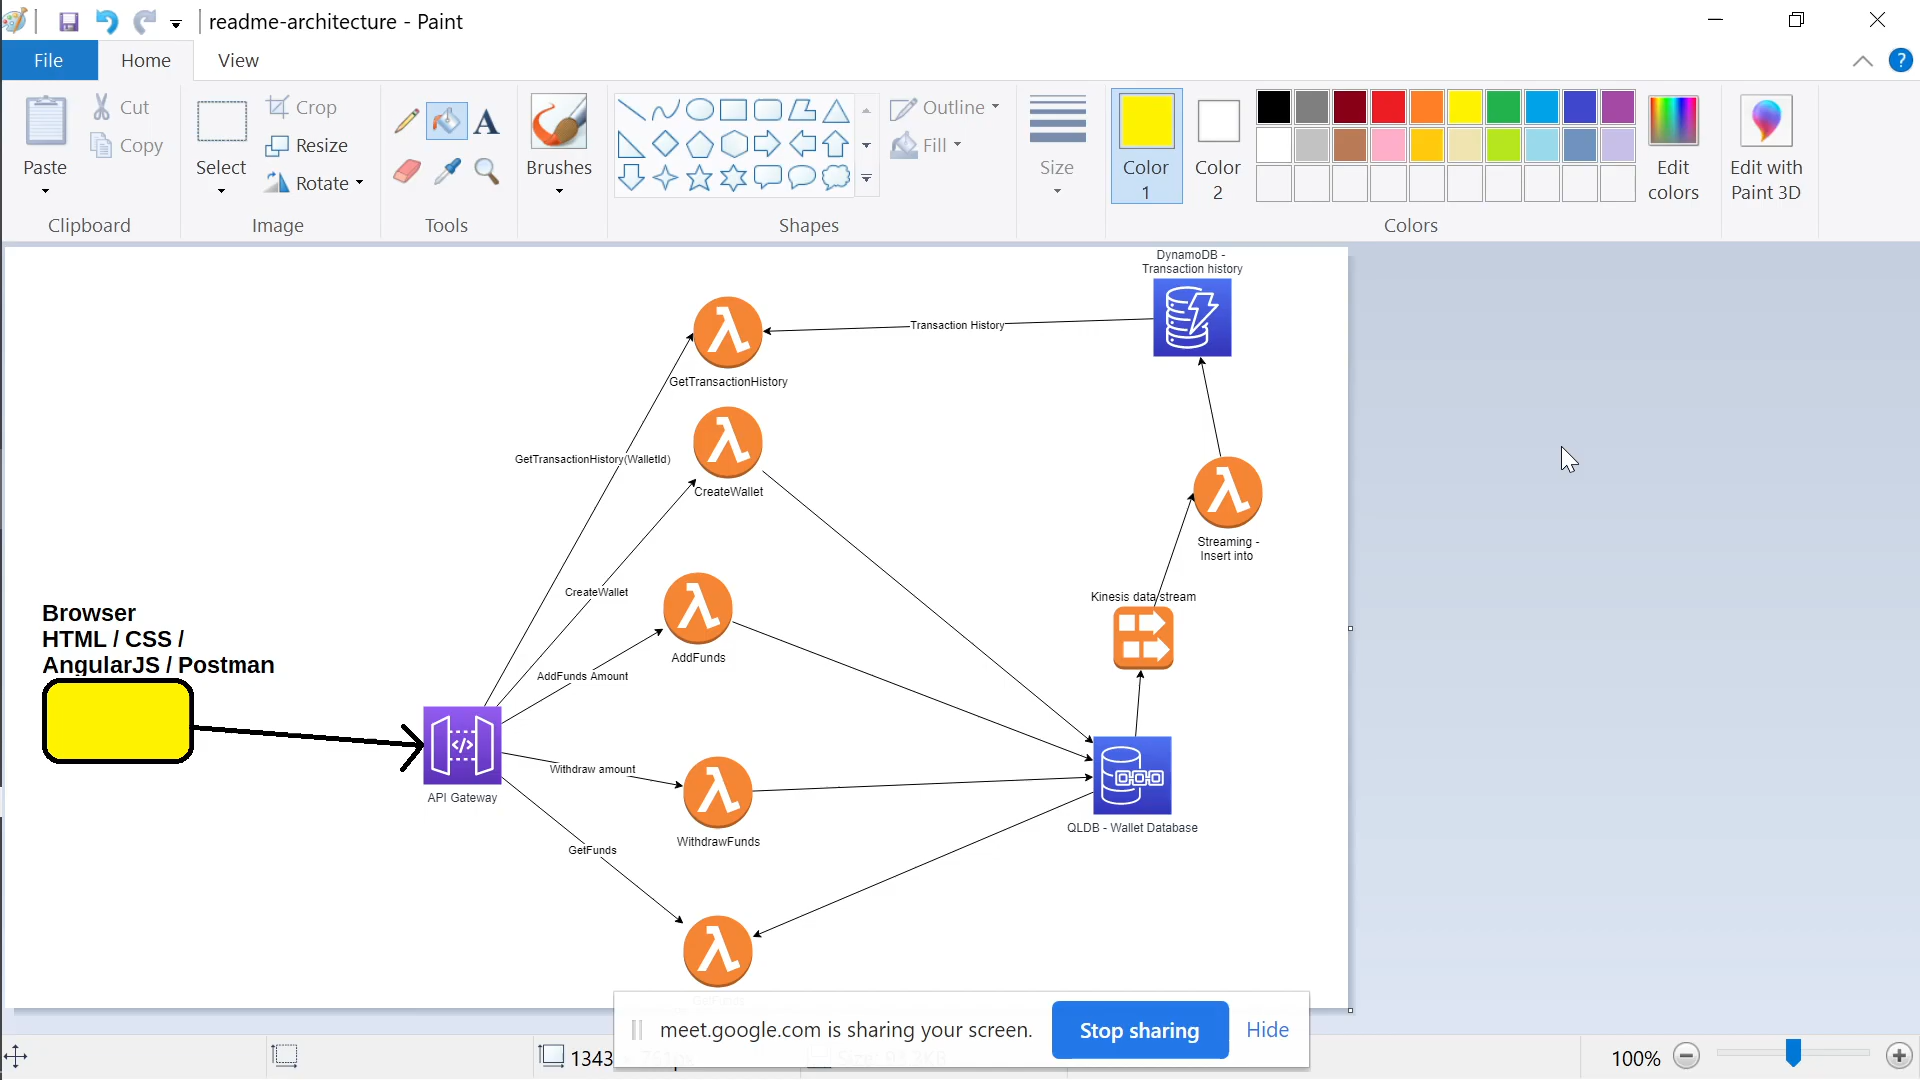 readme-architecture - Paint
File
Home
View
Paste
Cut
Copy
Clipboard
Select
Crop
Resize
Rotate
Image
A
Tools
Brushes
Shapes
Outline
Fill
Size
Color
1
Color
2
Edit
colors
Colors
Edit with
Paint 3D
?
DynamoDB -
Transaction history
Transaction History
GetTransactionHistory
GetTransactionHistory(WalletId)
CreateWallet
Streaming -
Insert into
CreateWallet
Kinesis data stream
Browser
HTML / CSS /
AngularJS / Postman
AddFunds
AddFunds Amount
</>
API Gateway
Withdraw amount
WithdrawFunds
QLDB - Wallet Database
GetFunds
meet.google.com is sharing your screen.
Stop sharing
Hide
1343
100%